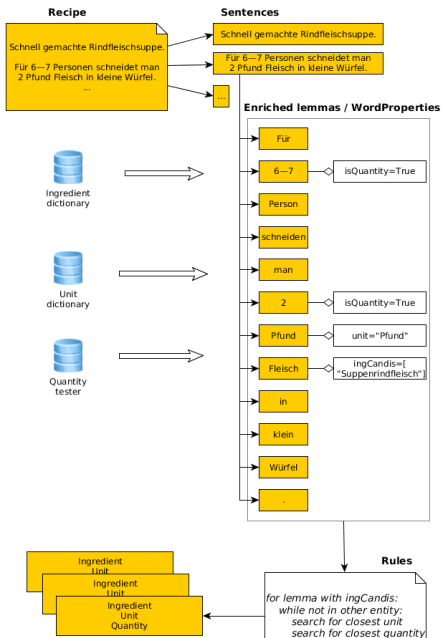 Recipe
Schnell gemachte Rindfleischsuppe.
Für 6—7 Personen schneidet man
2 Pfund Fleisch in kleine Würfel.
...
Sentences
Schnell gemachte Rindfleischsuppe.
Für 6—7 Personen schneidet man
2 Pfund Fleisch in kleine Würfel.
...
Enriched lemmas / WordProperties
Für
6—7
isQuantity=True
Person
schneiden
man
2
isQuantity=True
Pfund
unit="Pfund"
Fleisch
ingCandis=[
"Suppenrindfleisch"]
in
klein
Würfel
.
Ingredient
dictionary
Unit
dictionary
Quantity
tester
Rules
for lemma with ingCandis:
while not in other entity:
search for closest unit
search for closest quantity
Ingredient
Unit
Ingredient
Unit
Ingredient
Unit
Quantity